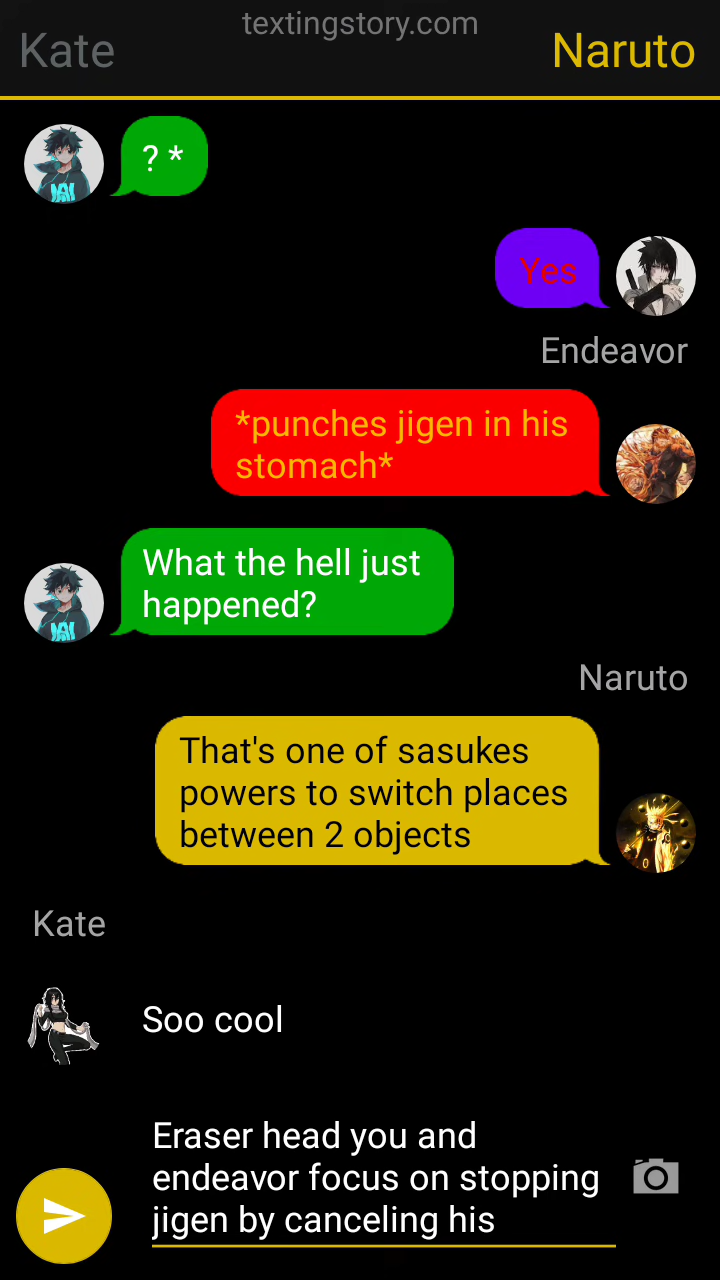 textingstory.com
Kate
Naruto
? *
Yes
Endeavor
*punches jigen in his
stomach*
What the hell just
happened?
Naruto
That's one of sasukes
powers to switch places
between 2 objects
Kate
Soo cool
Eraser head you and
endeavor focus on stopping
jigen by canceling his